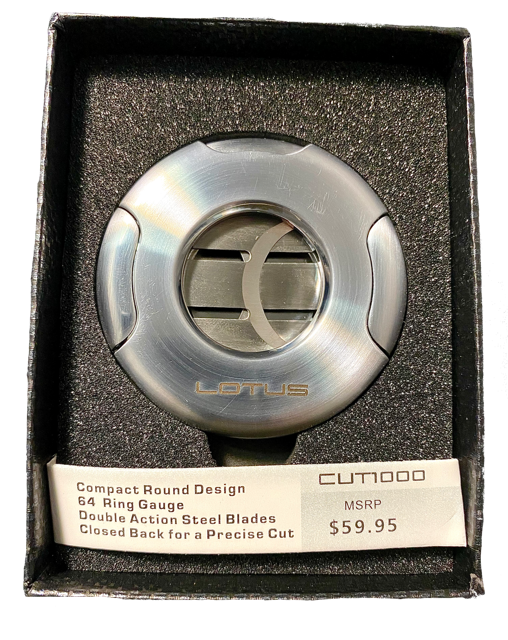 LOTUS
Compact Round Design
64 Ring Gauge
Double Action Steel Blades
Closed Back for a Precise Cut
CUT1000
MSRP
$59.95